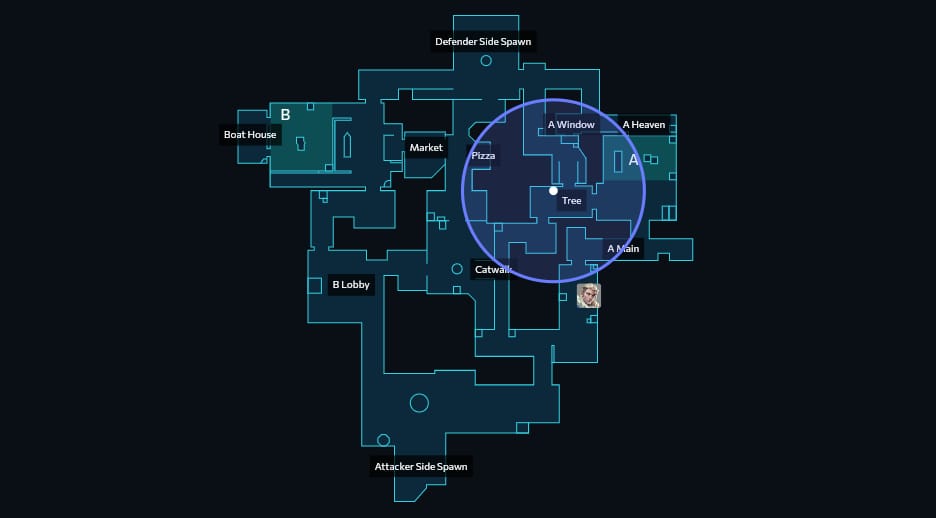 Defender Side Spawn
B
Boat House
Market
Pizza
A Window
A Heaven
A
Tree
A Main
Catwalk
B Lobby
Attacker Side Spawn